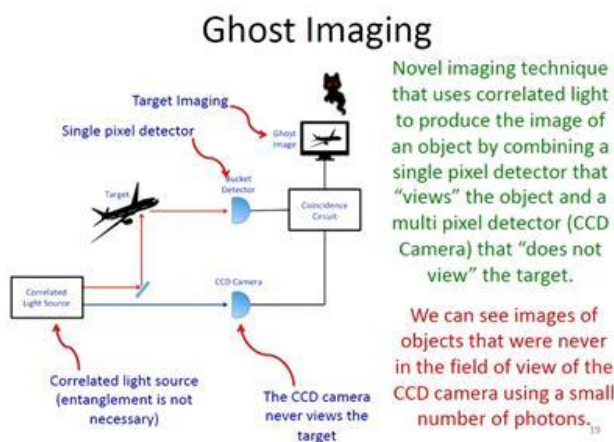 Ghost Imaging
Target Imaging
Single pixel detector
Ghost
Image
Bucket
Detector
Target
Coincidence
Circuit
CCD Camera
Correlated
Light Source
Correlated light source
(entanglement is not
necessary)
The CCD camera
never views the
target
Novel imaging technique
that uses correlated light
to produce the image of
an object by combining a
single pixel detector that
“views” the object and a
multi pixel detector (CCD
Camera) that “does not
view” the target.
We can see images of
objects that were never
in the field of view of the
CCD camera using a small
number of photons.
19